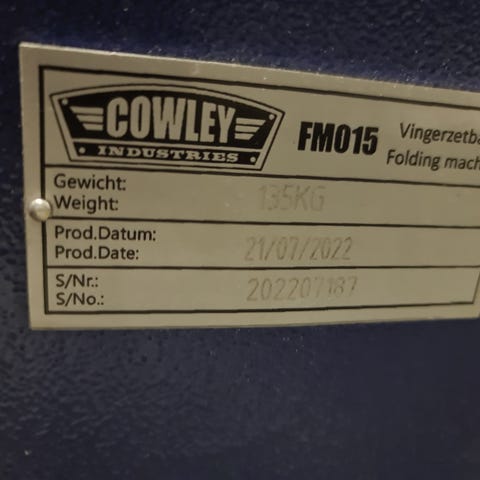 COWLEY
INDUSTRIES
FM015
Vingerzetba
Folding mach
Gewicht:
Weight: 135KG
Prod.Datum:
Prod.Date: 21/07/2022
S/Nr.:
S/No.: 202207187